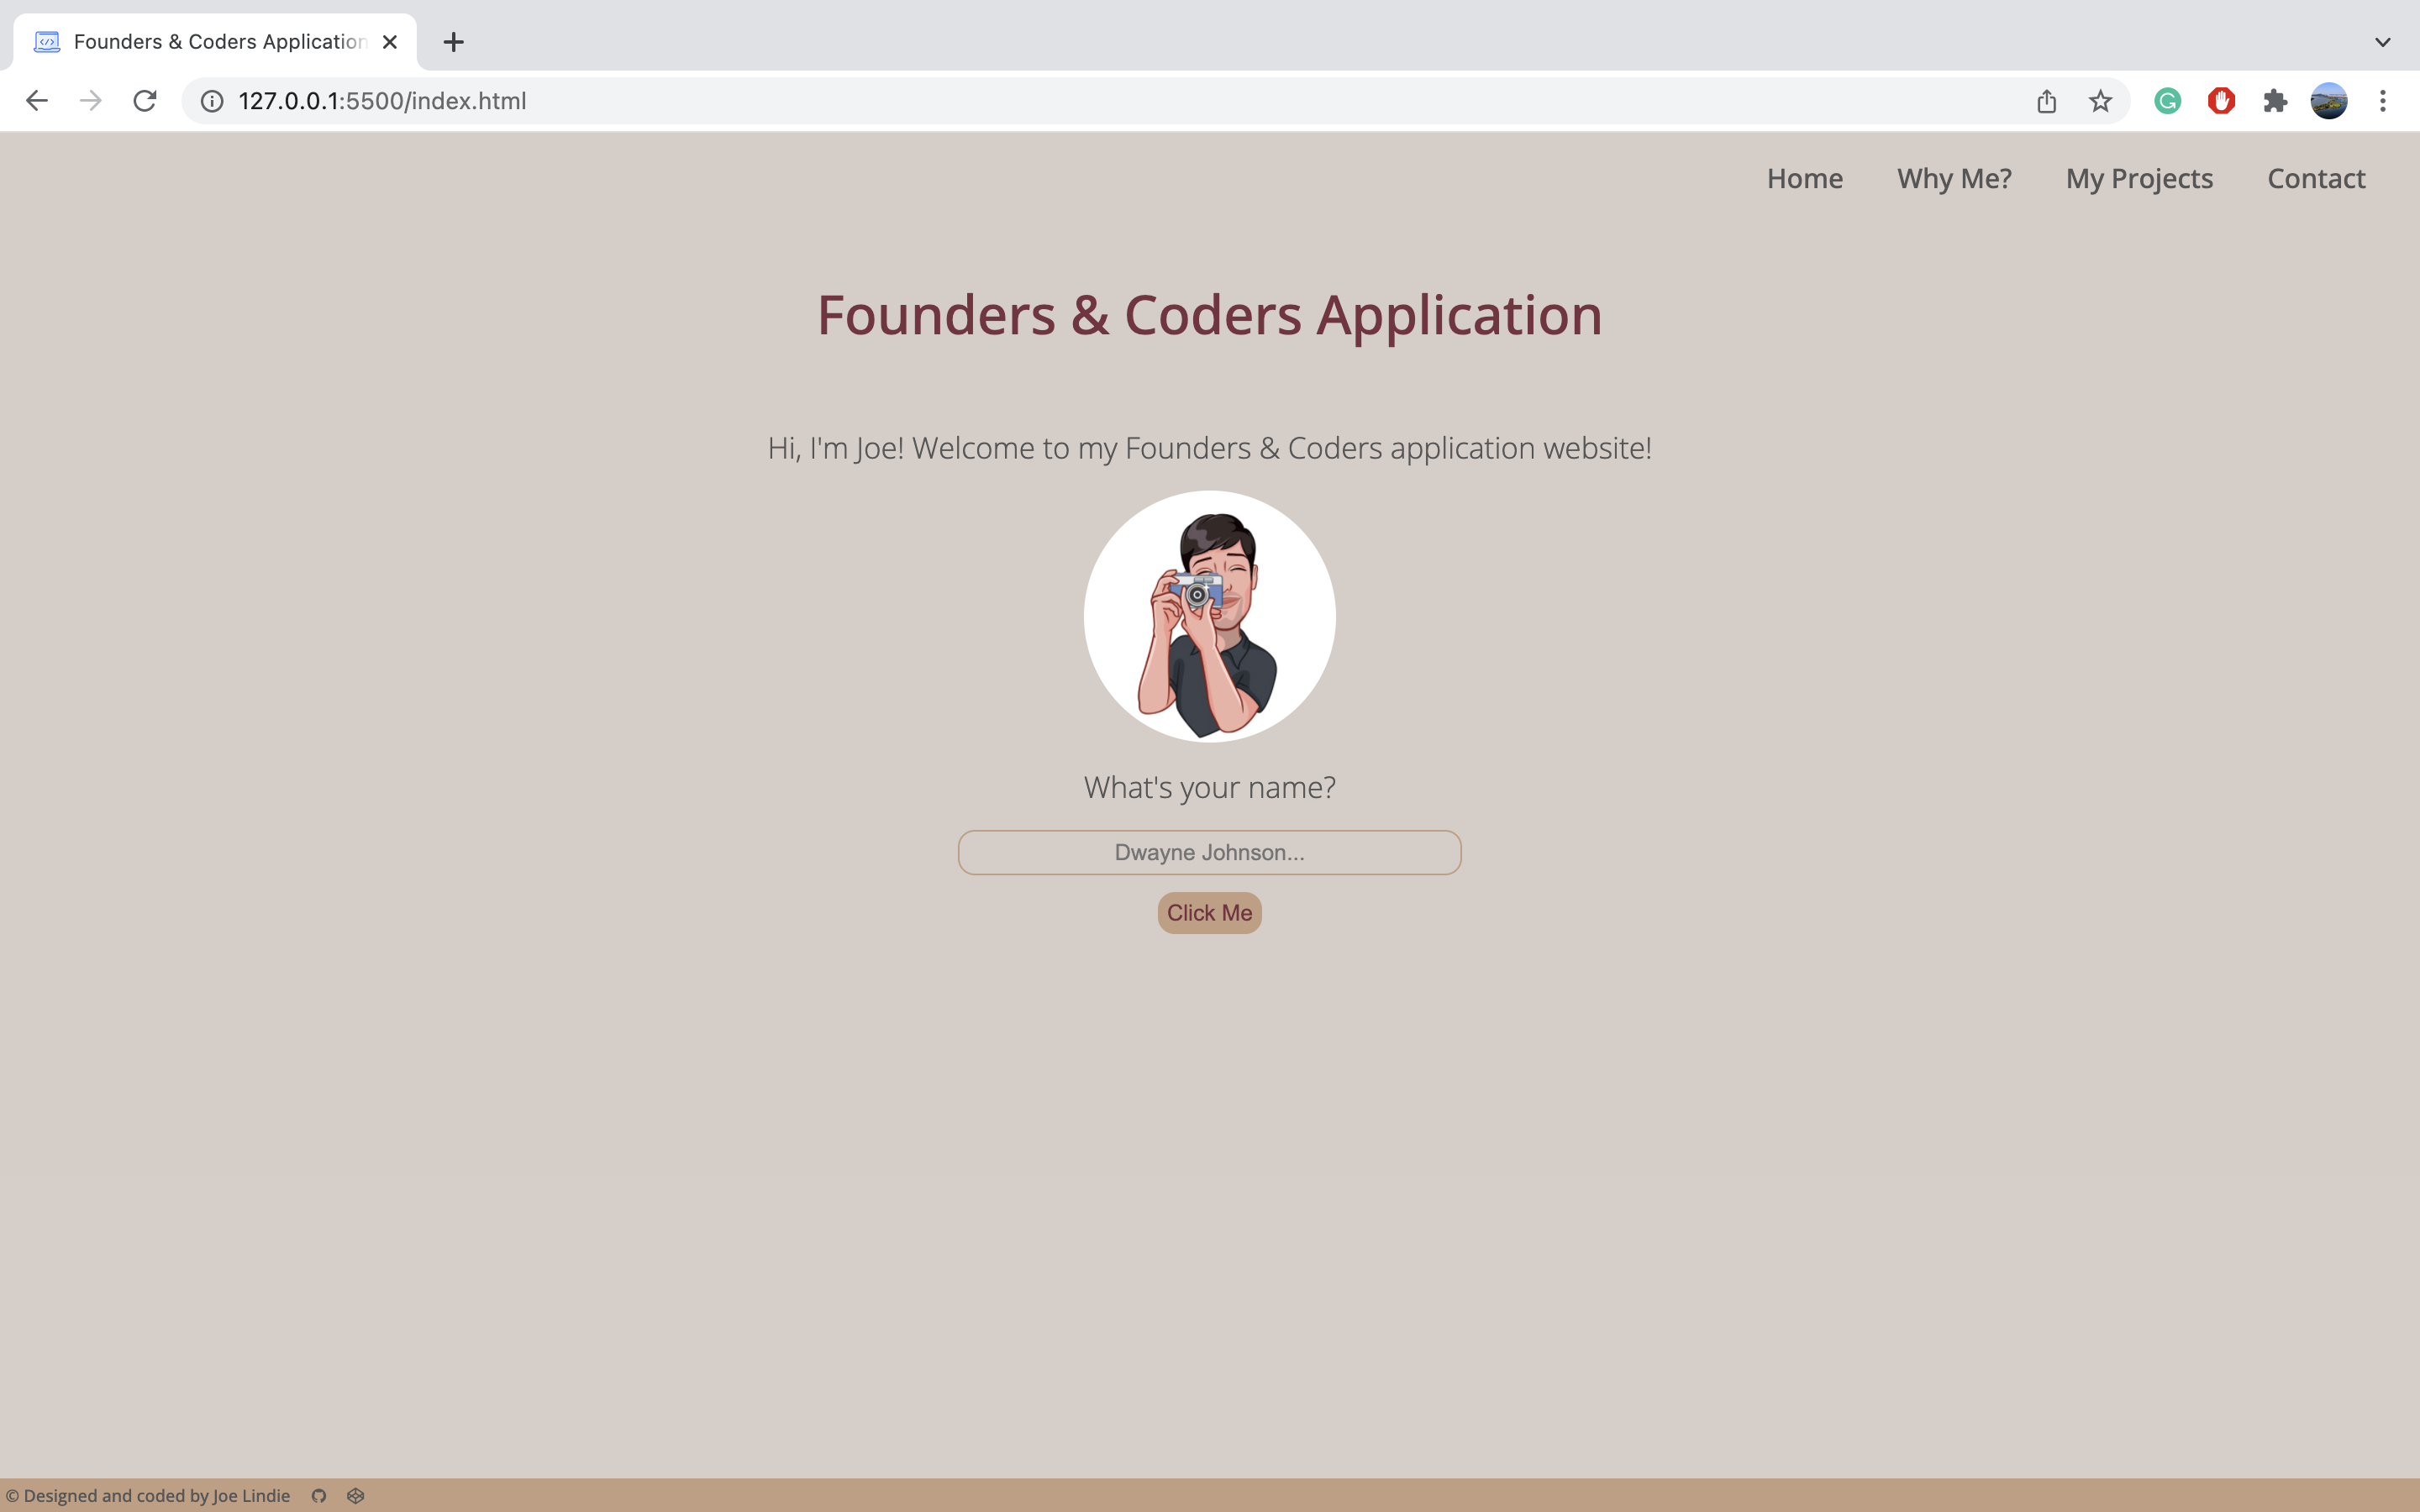 Founders & Coders Application
127.0.0.1:5500/index.html
Home Why Me? My Projects Contact
Founders & Coders Application
Hi, I'm Joe! Welcome to my Founders & Coders application website!
What's your name?
Dwayne Johnson...
Click Me
© Designed and coded by Joe Lindie